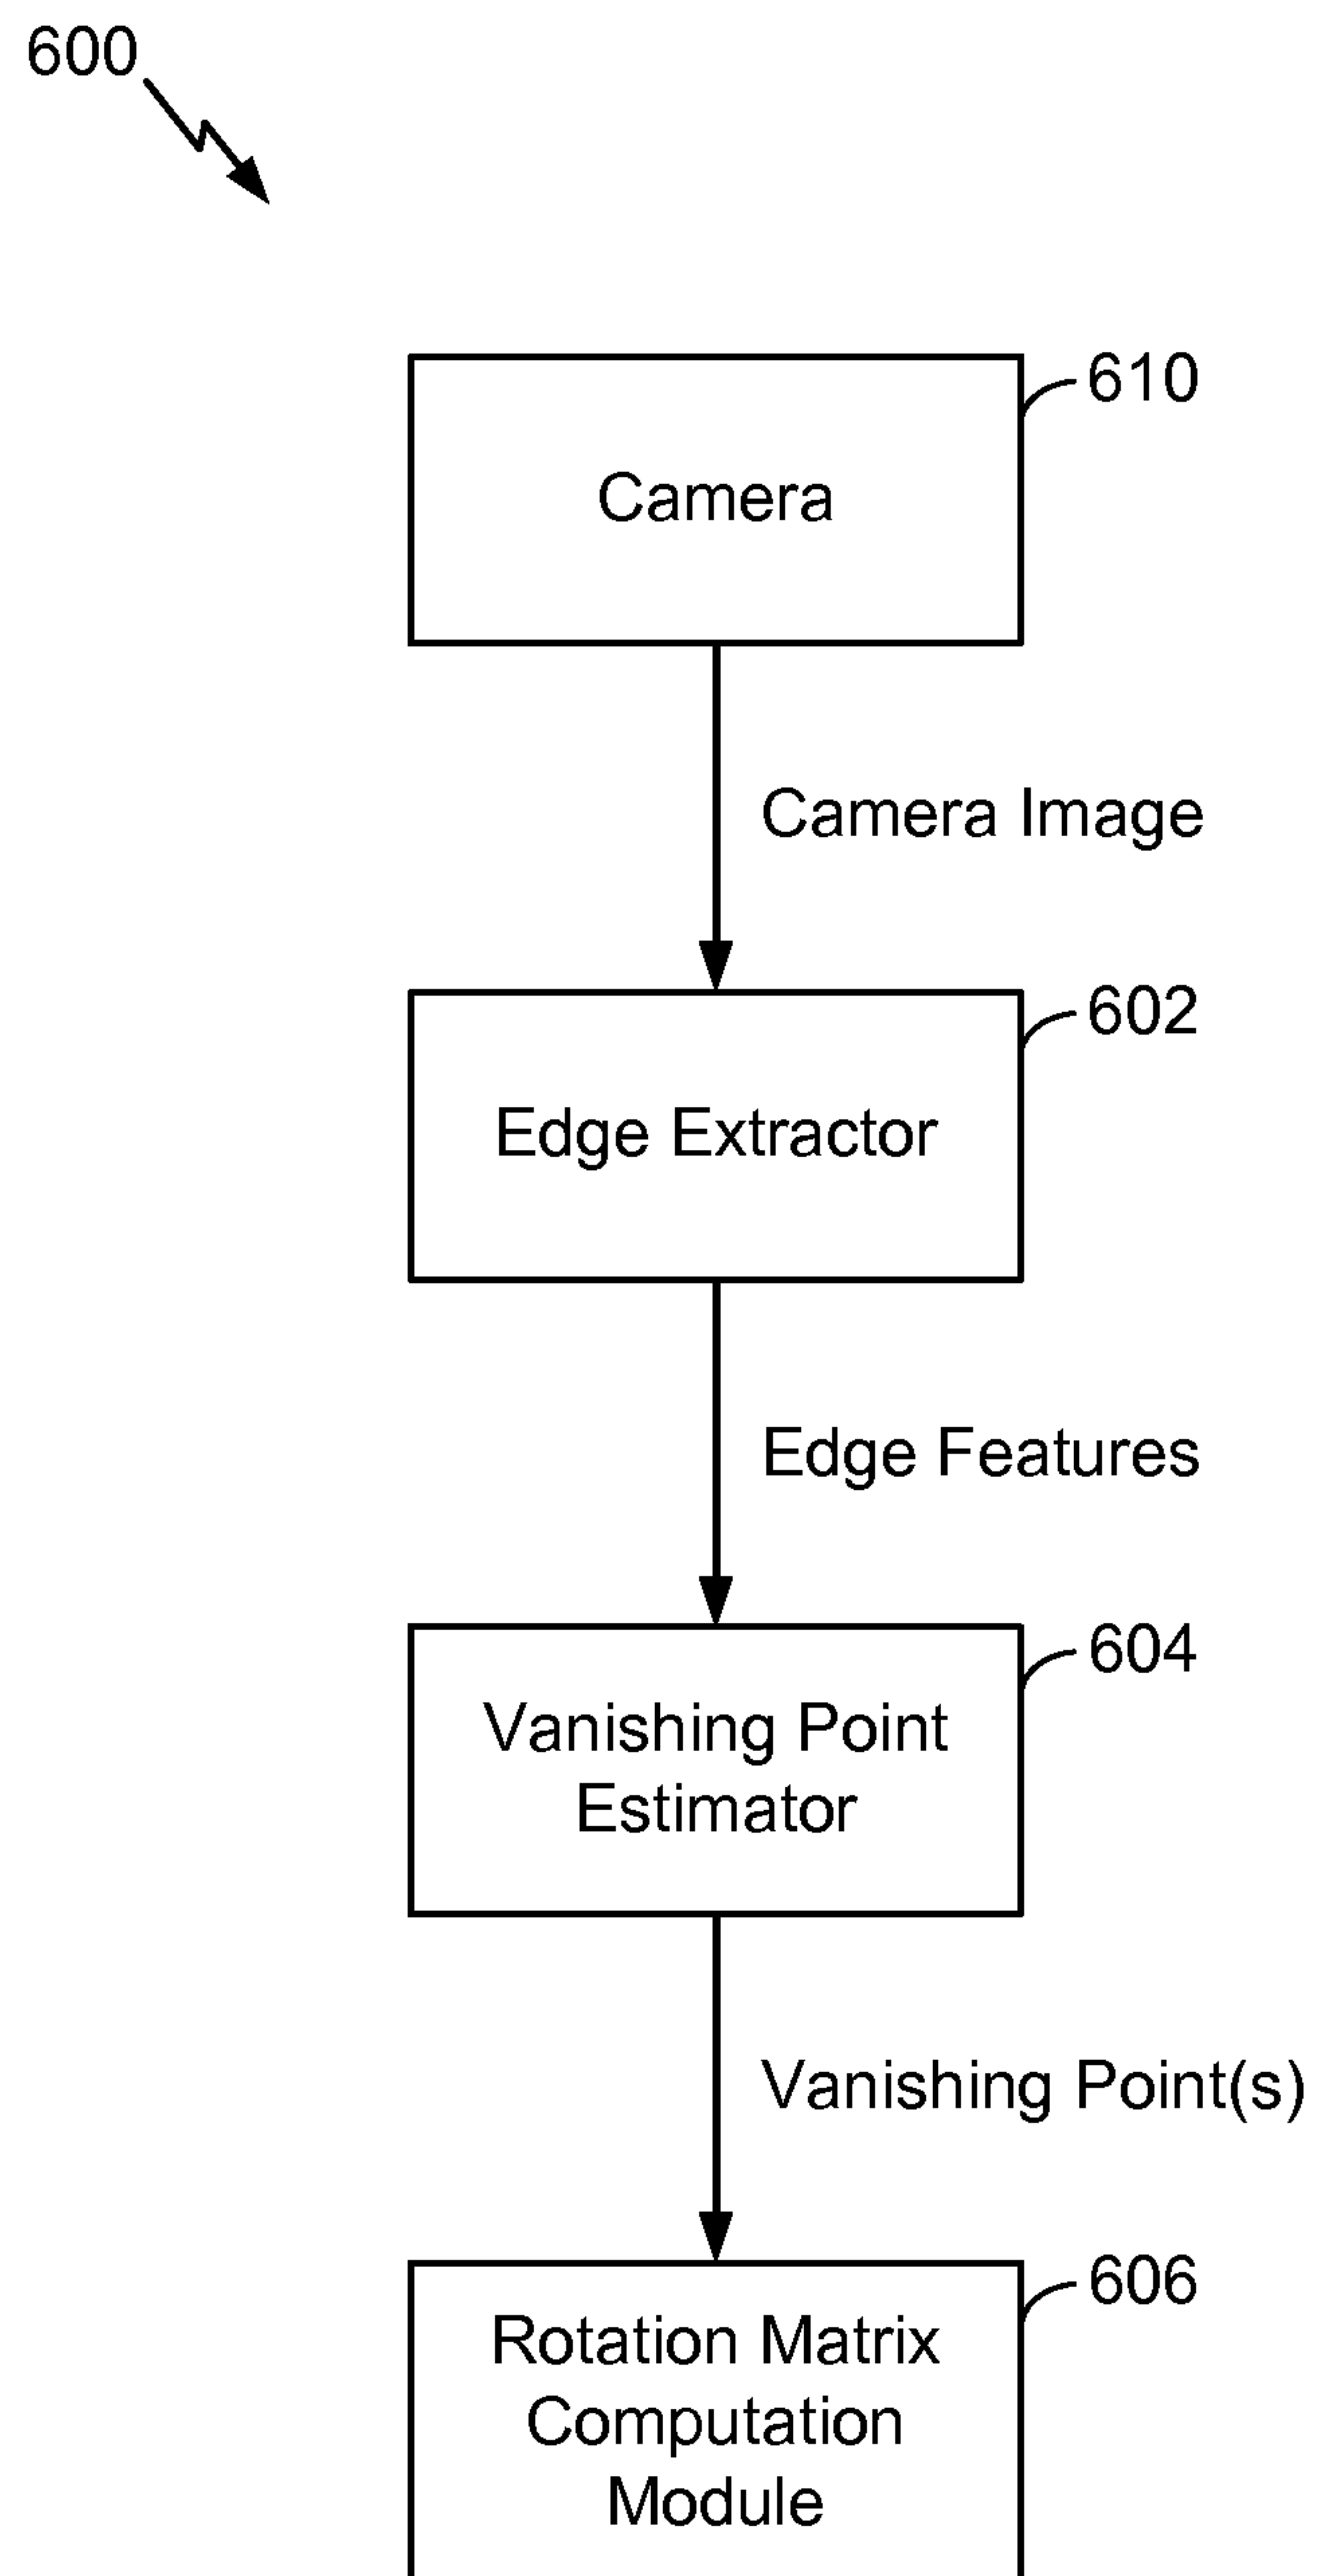 600
610
Camera
Camera Image
602
Edge Extractor
Edge Features
604
Vanishing Point
Estimator
Vanishing Point(s)
606
Rotation Matrix
Computation
Module